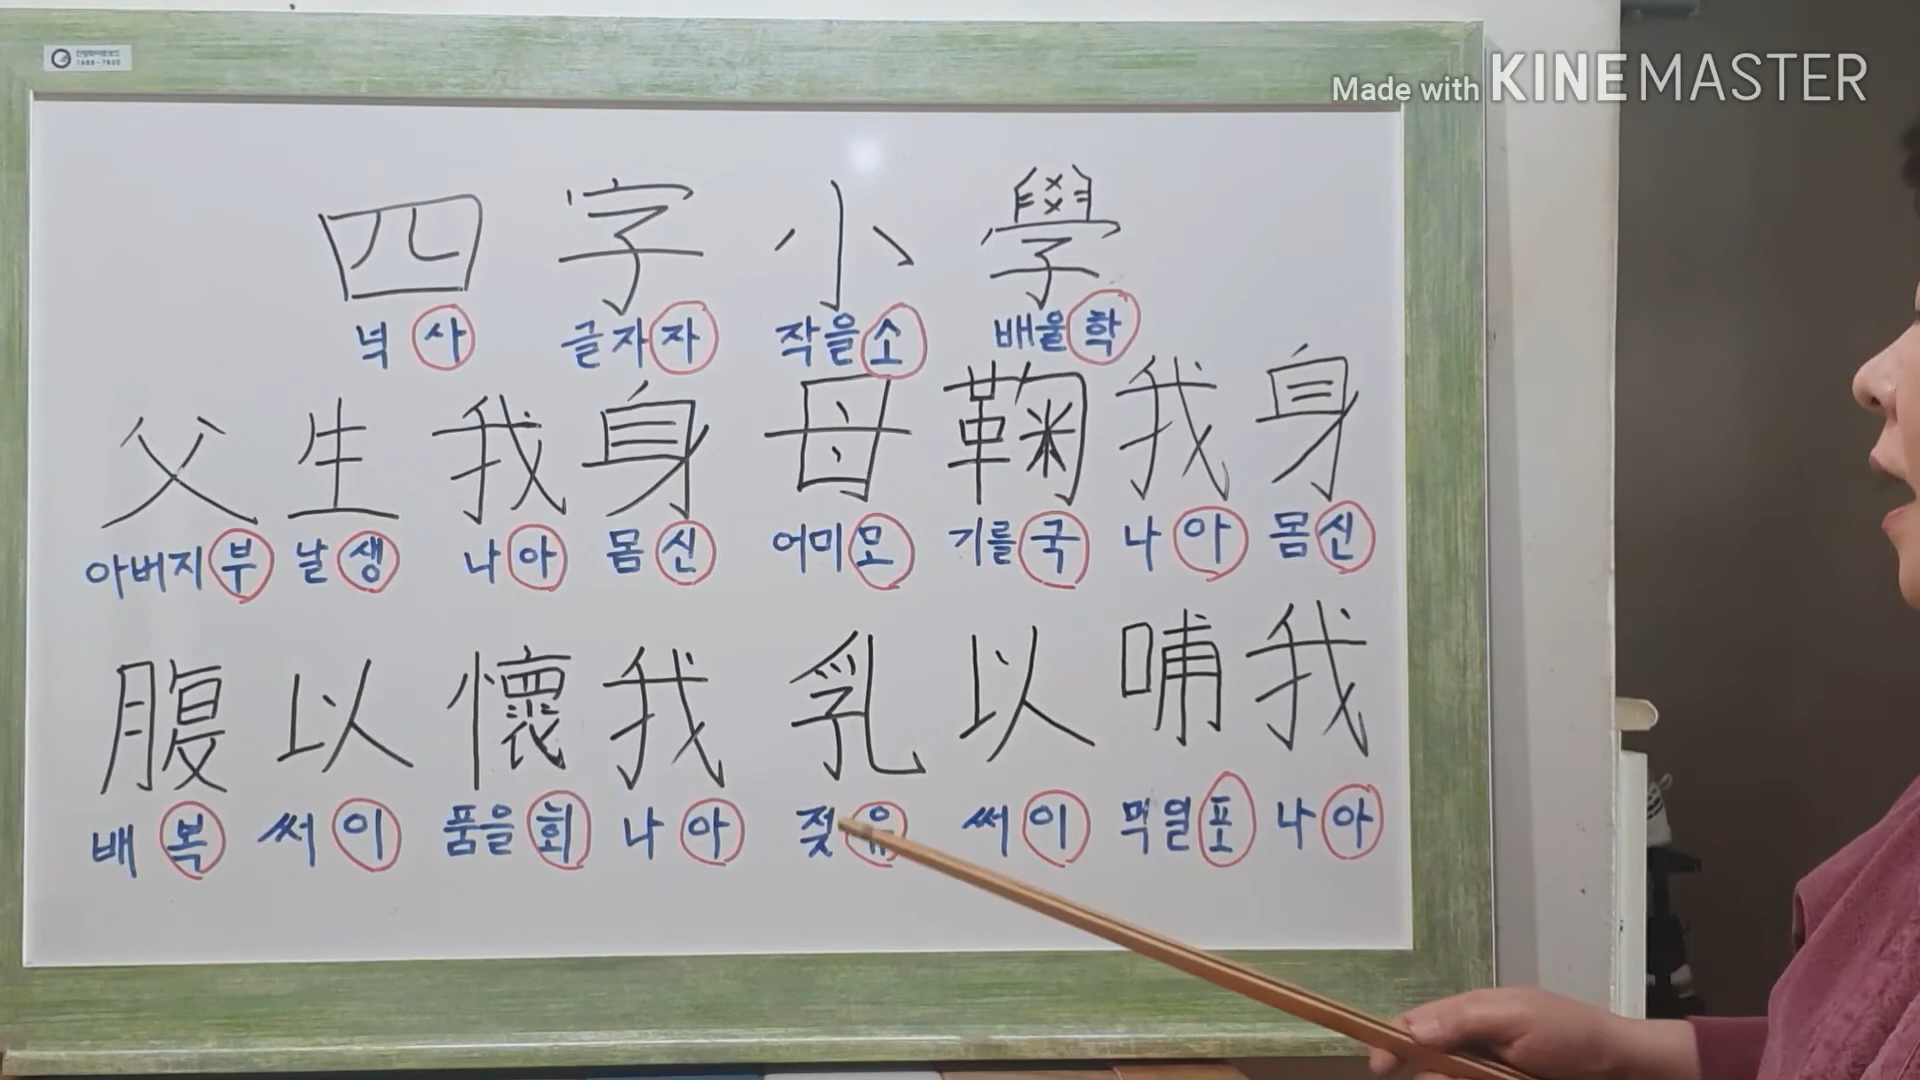 Made with KINEMASTER
1688-7620
四 字 小 學
넉 사 글자 자 작을 소 배울 학
父 生 我 身 母 鞠 我 身
아버지 부 날 생 나 아 몸 신 어미 모 기를 국 나 아 몸 신
腹 以 懷 我 乳 以 哺 我
배 복 써 이 품을 회 나 아 젖 유 써 이 먹일 포 나 아